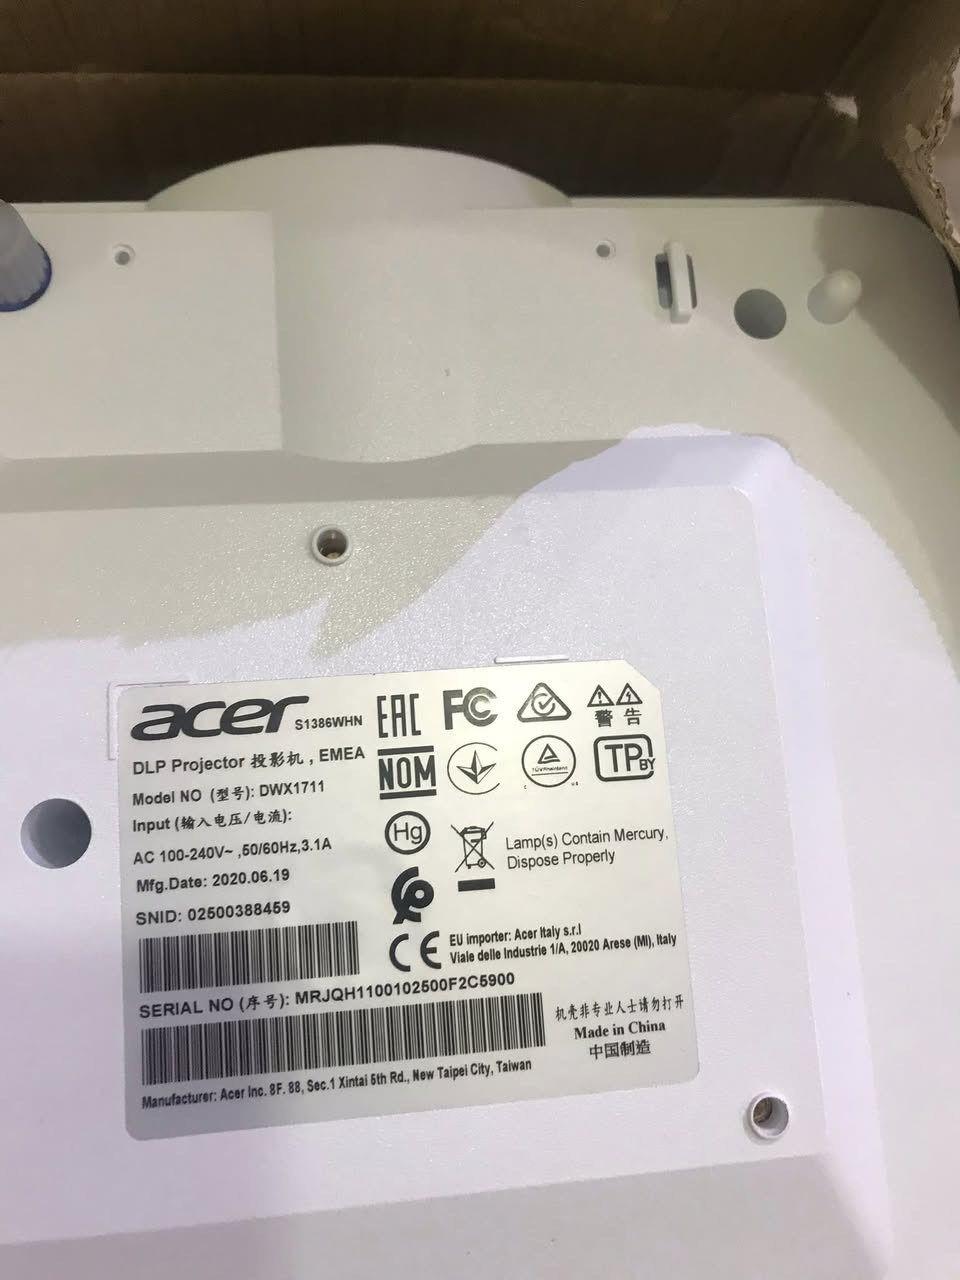 acer S1386WHN
DLP Projector 投影机 , EMEA
Model NO (型号): DWX1711
Input (输入电压/电流):
AC 100-240V~ ,50/60Hz,3.1A
Mfg.Date: 2020.06.19
SNID: 02500388459
SERIAL NO (序号): MRJQH1100102500F2C5900
Manufacturer: Acer Inc. 8F. 88, Sec.1 Xintai 5th Rd., New Taipei City, Taiwan
EAC FC
警告
NOM
TÜVRheinland
C US
TP BY
Hg
Lamp(s) Contain Mercury,
Dispose Properly
CE
EU importer: Acer Italy s.r.l
Viale delle Industrie 1/A, 20020 Arese (MI), Italy
机壳非专业人士请勿打开
Made in China
中国制造